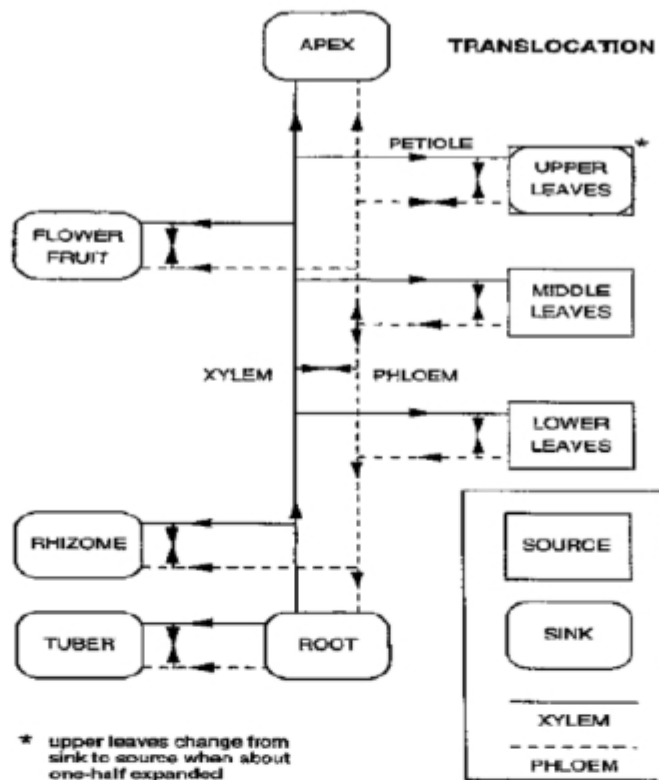 APEX
TRANSLOCATION
PETIOLE
*
UPPER
LEAVES
FLOWER
FRUIT
MIDDLE
LEAVES
XYLEM
PHLOEM
LOWER
LEAVES
RHIZOME
SOURCE
TUBER
ROOT
SINK
XYLEM
PHLOEM
* upper leaves change from
sink to source when about
one-half expanded